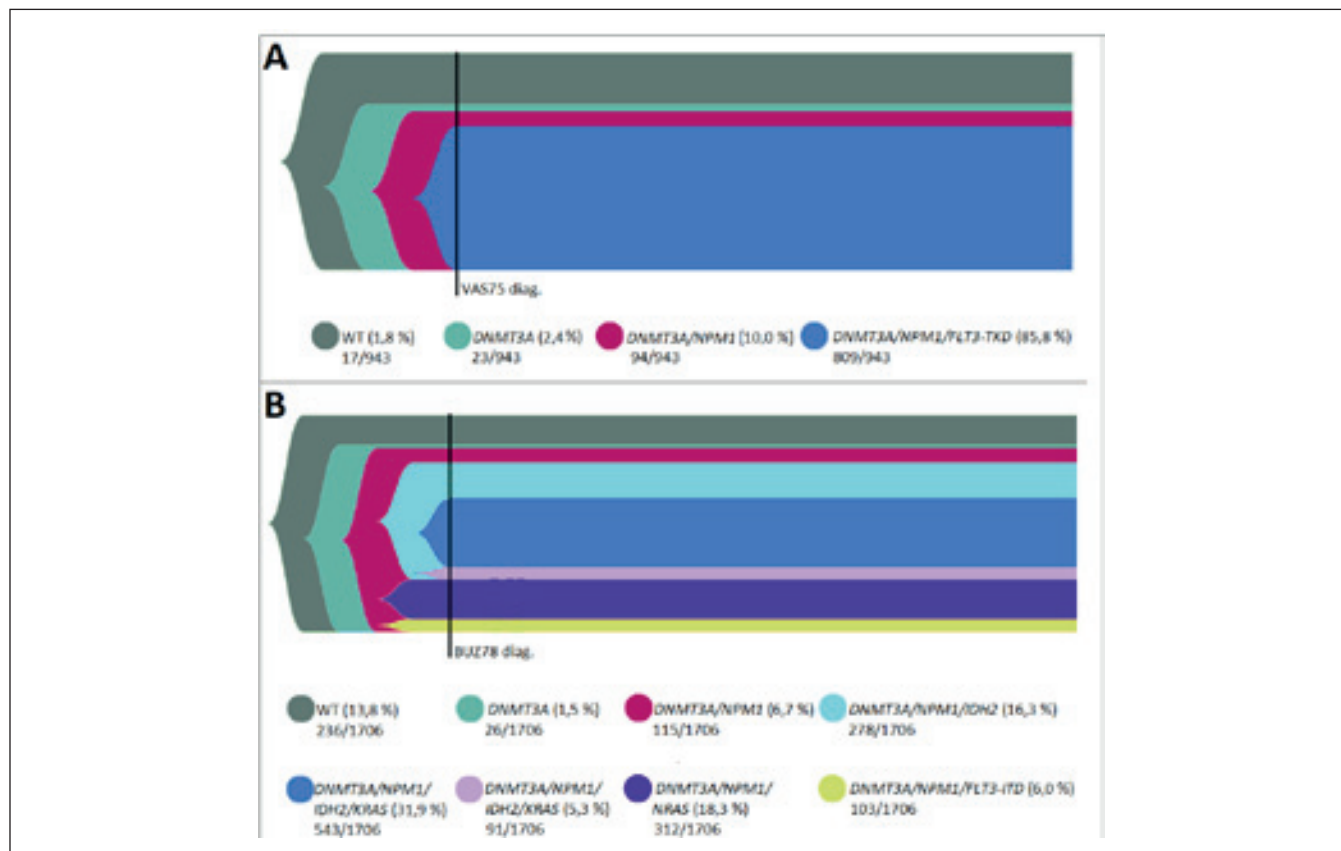 A
VAS75 diag.
WT (1,8 %)
17/943
DNMT3A (2,4 %)
23/943
DNMT3A/NPM1 (10,0 %)
94/943
DNMT3A/NPM1/FLT3-TKD (85,8 %)
809/943
B
BUZ78 diag.
WT (13,8 %)
236/1706
DNMT3A (1,5 %)
26/1706
DNMT3A/NPM1 (6,7 %)
115/1706
DNMT3A/NPM1/IDH2 (16,3 %)
278/1706
DNMT3A/NPM1/
IDH2/KRAS (31,9 %)
543/1706
DNMT3A/NPM1/
IDH2/KRAS (5,3 %)
91/1706
DNMT3A/NPM1/
NRAS (18,3 %)
312/1706
DNMT3A/NPM1/FLT3-ITD (6,0 %)
103/1706